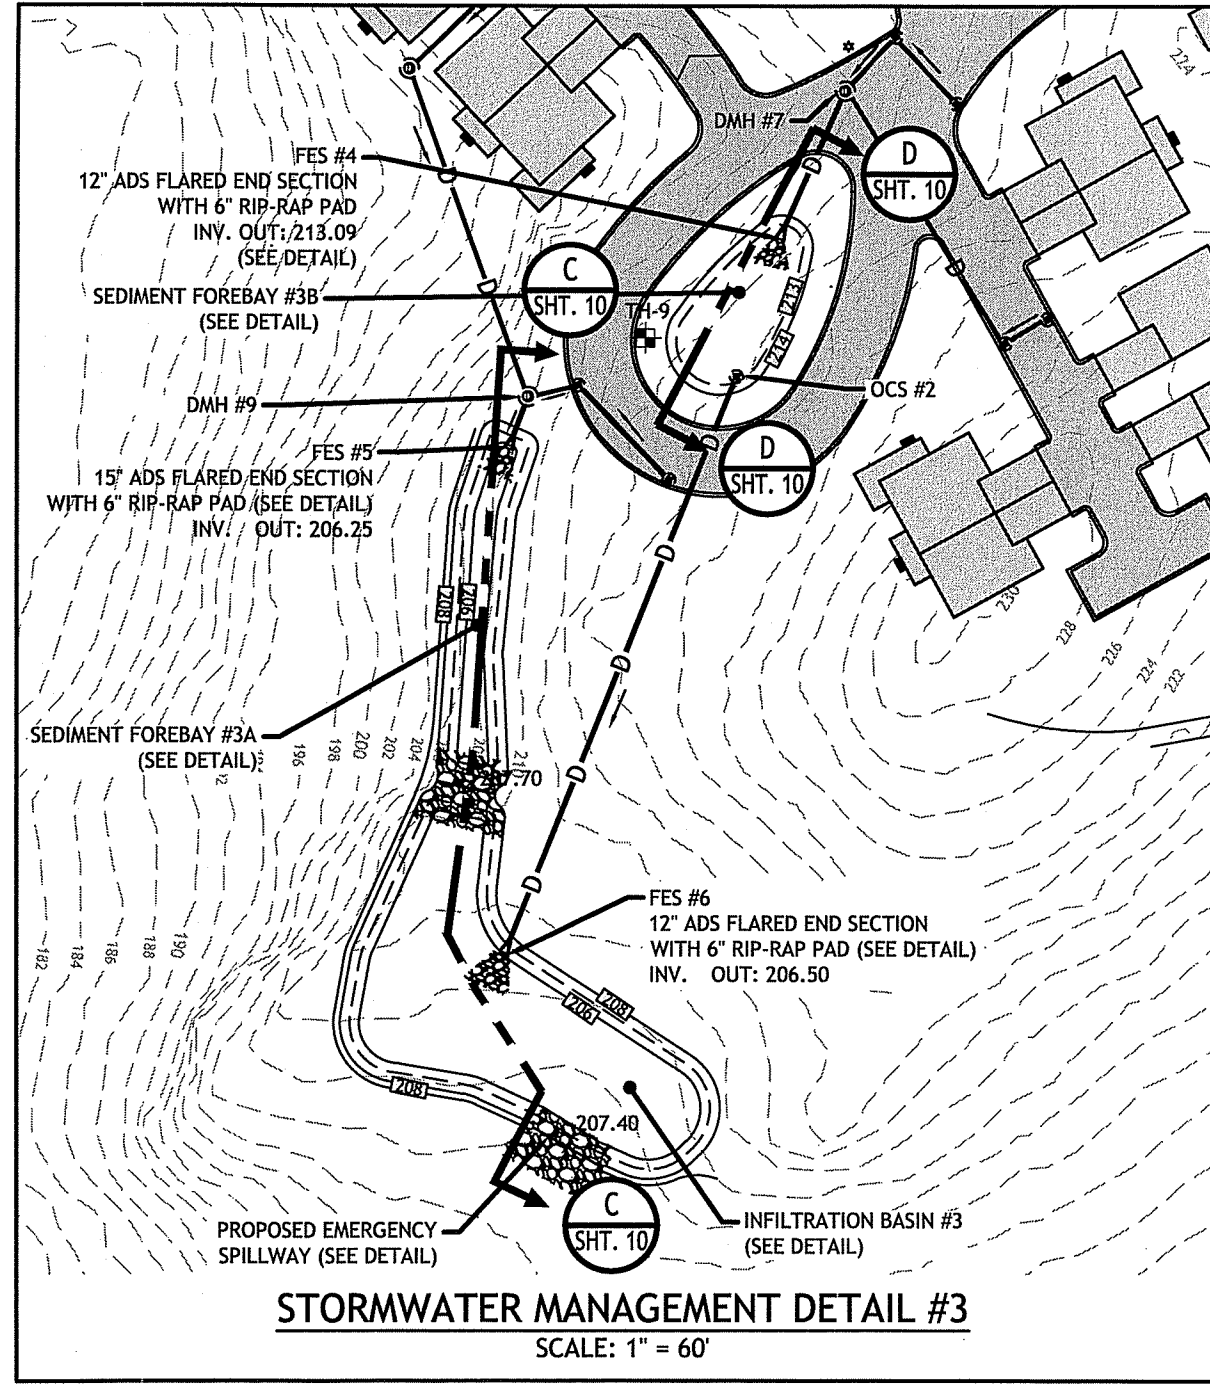 224
DMH #7
FES #4
12" ADS FLARED END SECTION
WITH 6" RIP-RAP PAD
INV. OUT: 213.09
(SEE DETAIL)
D
SHT. 10
D
D
D
D
C
SHT. 10
SEDIMENT FOREBAY #3B
(SEE DETAIL)
TH-9
213
214
DMH #9
OCS #2
FES #5
15" ADS FLARED END SECTION
WITH 6" RIP-RAP PAD (SEE DETAIL)
INV. OUT: 206.25
D
D
SHT. 10
D
208
206
230
228
226
224
222
D
SEDIMENT FOREBAY #3A
(SEE DETAIL)
196
198
200
202
204
D
D
FES #6
12" ADS FLARED END SECTION
WITH 6" RIP-RAP PAD (SEE DETAIL)
INV. OUT: 206.50
182
184
186
188
190
206
208
208
207.40
PROPOSED EMERGENCY
SPILLWAY (SEE DETAIL)
C
SHT. 10
INFILTRATION BASIN #3
(SEE DETAIL)
STORMWATER MANAGEMENT DETAIL #3
SCALE: 1" = 60'